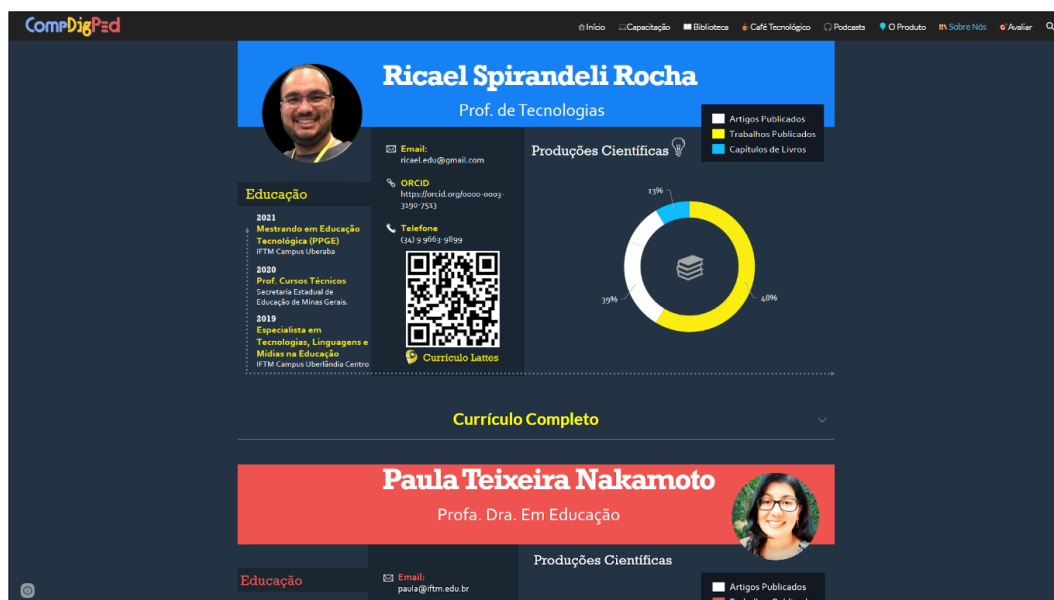 CompDigPed
Início Capacitação Biblioteca Café Tecnológico Podcasts O Produto Sobre Nós Avaliar
Ricael Spirandeli Rocha
Prof. de Tecnologias
Artigos Publicados
Trabalhos Publicados
Capítulos de Livros
Educação
2021
Mestrando em Educação
Tecnológica (PPGE)
IFTM Campus Uberaba
2020
Prof. Cursos Técnicos
Secretaria Estadual de
Educação de Minas Gerais.
2019
Especialista em
Tecnologias, Linguagens e
Mídias na Educação
IFTM Campus Uberlândia Centro
Email:
ricael.edu@gmail.com
ORCID
https://orcid.org/0000-0003-
3190-7513
Telefone
(34) 9 9663-9899
Currículo Lattes
Produções Científicas
13%
39%
48%
Currículo Completo
Paula Teixeira Nakamoto
Profa. Dra. Em Educação
Educação
Email:
paula@iftm.edu.br
Produções Científicas
Artigos Publicados